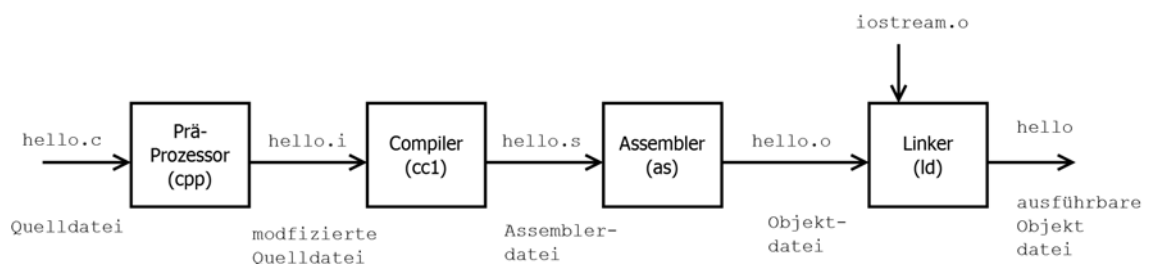 iostream.o
hello.c
Prä-
Prozessor
(cpp)
hello.i
Compiler
(cc1)
hello.s
Assembler
(as)
hello.o
Linker
(ld)
hello
Quelldatei
modfizierte
Quelldatei
Assembler-
datei
Objekt-
datei
ausführbare
Objekt
datei